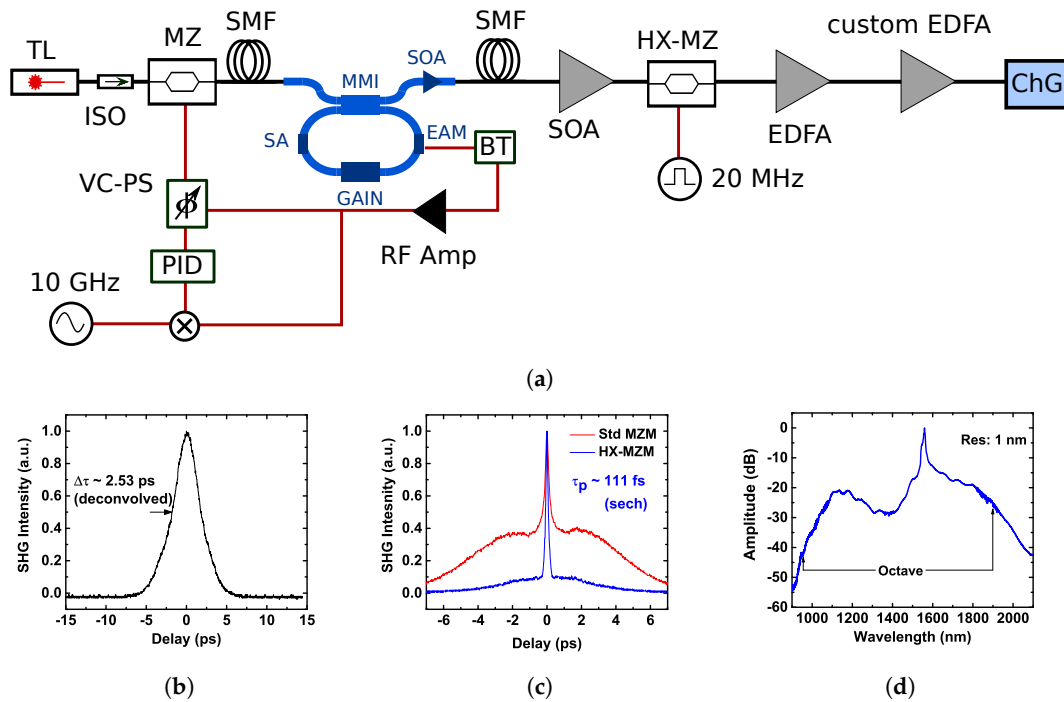 SMF
SMF
custom EDFA
TL
MZ
HX-MZ
MMI
SOA
ChG
ISO
SA
EAM
BT
SOA
EDFA
VC-PS
GAIN
20 MHz
ϕ
RF Amp
PID
10 GHz
(a)
SHG Intensity (a.u.)
1.0
0.8
0.6
0.4
0.2
0.0
Δτ ~ 2.53 ps
(deconvolved)
-15 -10 -5 0 5 10 15
Delay (ps)
(b)
SHG Intesnity (a.u.)
1.0
0.8
0.6
0.4
0.2
0.0
Std MZM
HX-MZM
τp ~ 111 fs
(sech)
-6 -4 -2 0 2 4 6
Delay (ps)
(c)
Amplitude (dB)
0
-10
-20
-30
-40
-50
-60
Res: 1 nm
Octave
1000 1200 1400 1600 1800 2000
Wavelength (nm)
(d)